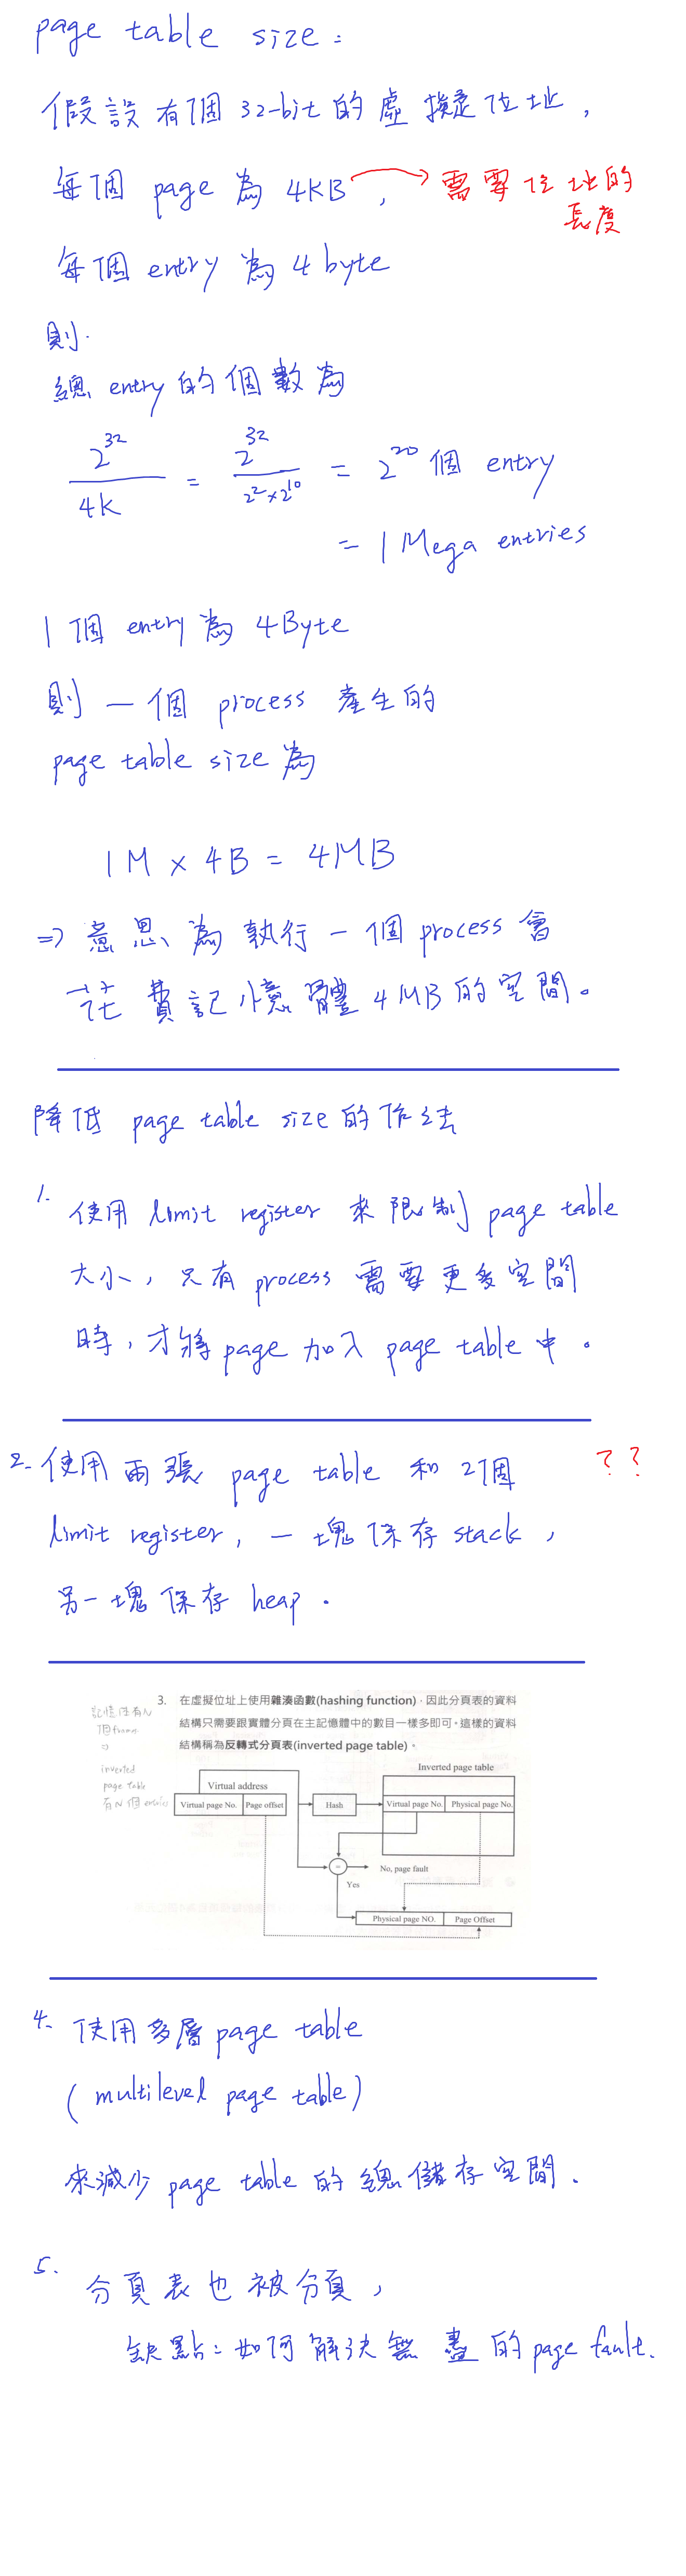 page table size :
假設有1個 32-bit 的虛擬位址，
每個 page 為 4KB， 需要位址的
長度
每個 entry 為 4 byte
則
總 entry 的個數為
2^32 / 4K = 2^32 / 2^2 x 2^10 = 2^20 個 entry
= 1 Mega entries
1 個 entry 為 4Byte
則 一個 process 產生的
page table size 為
1M x 4B = 4MB
=> 意思為執行一個 process 會
花費記憶體 4MB 的空間。
降低 page table size 的作法
1. 使用 limit register 來限制 page table
大小，只有 process 需要更多空間
時，才將 page 加入 page table 中。
2. 使用兩張 page table 和 2個 ??
limit register，一塊保存 stack，
另一塊保存 heap.
3. 在虛擬位址上使用雜湊函數(hashing function)，因此分頁表的資料
結構只需要跟實體分頁在主記憶體中的數目一樣多即可。這樣的資料
結構稱為反轉式分頁表(inverted page table)。
記憶體有N
個frame
=>
inverted
page table
有N個entries
Inverted page table
Virtual address
Virtual page No. Page offset Hash Virtual page No. Physical page No.
= No, page fault
Yes
Physical page NO. Page Offset
4. 使用多層 page table
(multilevel page table)
來減少 page table 的總儲存空間.
5. 分頁表也被分頁，
缺點: 如何解決無盡的 page fault.